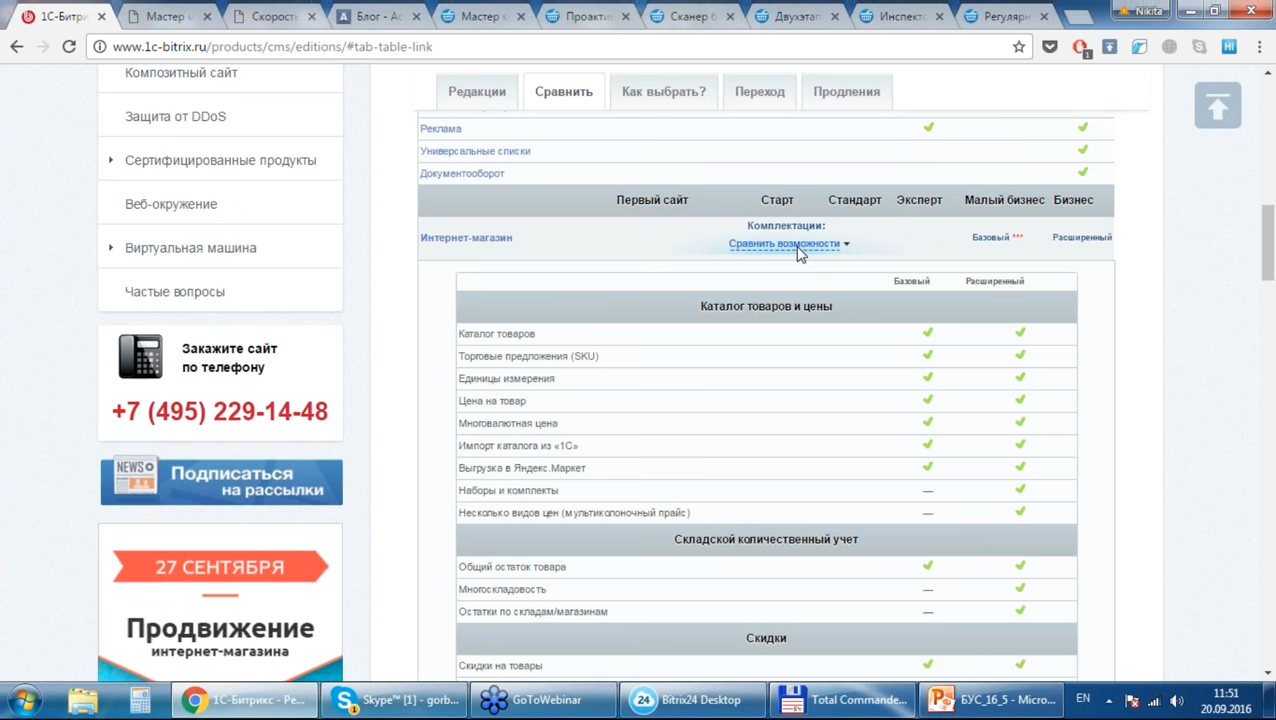 1С-Битри
Мастер
Скорость
Блог - Ас
Мастер
Проакти
Сканер б
Двухэтап
Инспект
Регулярн
Nikita
www.1c-bitrix.ru/products/cms/editions/#tab-table-link
1
Hi
Композитный сайт
Защита от DDoS
Сертифицированные продукты
Веб-окружение
Виртуальная машина
Частые вопросы
Закажите сайт
по телефону
+7 (495) 229-14-48
NEWS
Подписаться
на рассылки
27 СЕНТЯБРЯ
Продвижение
интернет-магазина
Редакции
Сравнить
Как выбрать?
Переход
Продления
Реклама
Универсальные списки
Документооборот
Первый сайт Старт Стандарт Эксперт Малый бизнес Бизнес
Комплектации:
Интернет-магазин Сравнить возможности Базовый *** Расширенный
Базовый Расширенный
Каталог товаров и цены
Каталог товаров
Торговые предложения (SKU)
Единицы измерения
Цена на товар
Многовалютная цена
Импорт каталога из «1С»
Выгрузка в Яндекс.Маркет
Наборы и комплекты —
Несколько видов цен (мультиколоночный прайс) —
Складской количественный учет
Общий остаток товара
Многоскладовость —
Остатки по складам/магазинам —
Скидки
Скидки на товары
1С-Битрикс - Ре...
Skype™ [1] - gorb...
GoToWebinar
24 Bitrix24 Desktop
Total Commande...
БУС_16_5 - Micro...
EN
11:51
20.09.2016